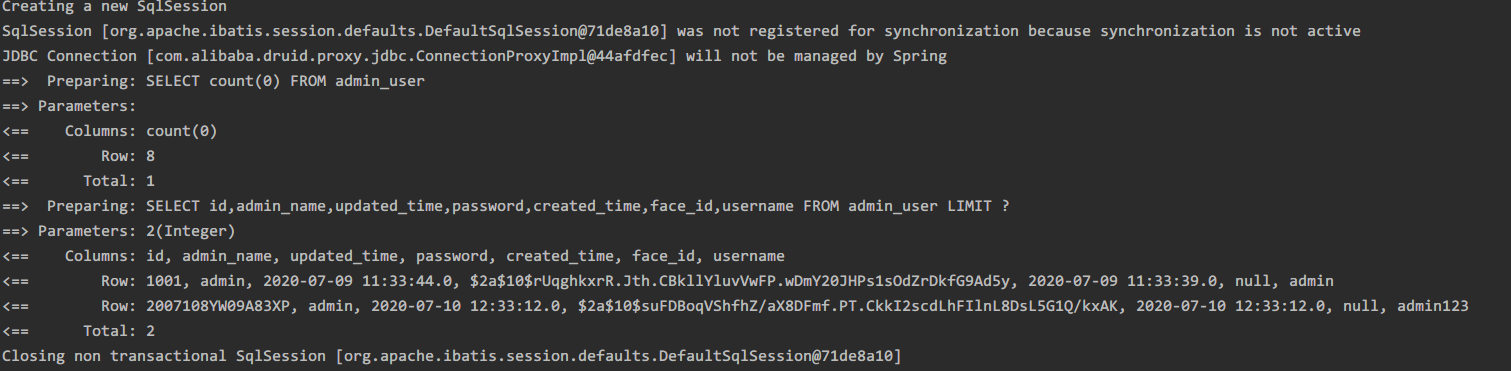 Creating a new SqlSession
SqlSession [org.apache.ibatis.session.defaults.DefaultSqlSession@71de8a10] was not registered for synchronization because synchronization is not active
JDBC Connection [com.alibaba.druid.proxy.jdbc.ConnectionProxyImpl@44afdfec] will not be managed by Spring
==>  Preparing: SELECT count(0) FROM admin_user
==> Parameters:
<==    Columns: count(0)
<==        Row: 8
<==      Total: 1
==>  Preparing: SELECT id,admin_name,updated_time,password,created_time,face_id,username FROM admin_user LIMIT ?
==> Parameters: 2(Integer)
<==    Columns: id, admin_name, updated_time, password, created_time, face_id, username
<==        Row: 1001, admin, 2020-07-09 11:33:44.0, $2a$10$rUqghkxrR.Jth.CBkllYluvVwFP.wDmY20JHPs1sOdZrDkfG9Ad5y, 2020-07-09 11:33:39.0, null, admin
<==        Row: 2007108YW09A83XP, admin, 2020-07-10 12:33:12.0, $2a$10$suFDBoqVShfhZ/aX8DFmf.PT.CkkI2scdLhFIlnL8DsL5G1Q/kxAK, 2020-07-10 12:33:12.0, null, admin123
<==      Total: 2
Closing non transactional SqlSession [org.apache.ibatis.session.defaults.DefaultSqlSession@71de8a10]